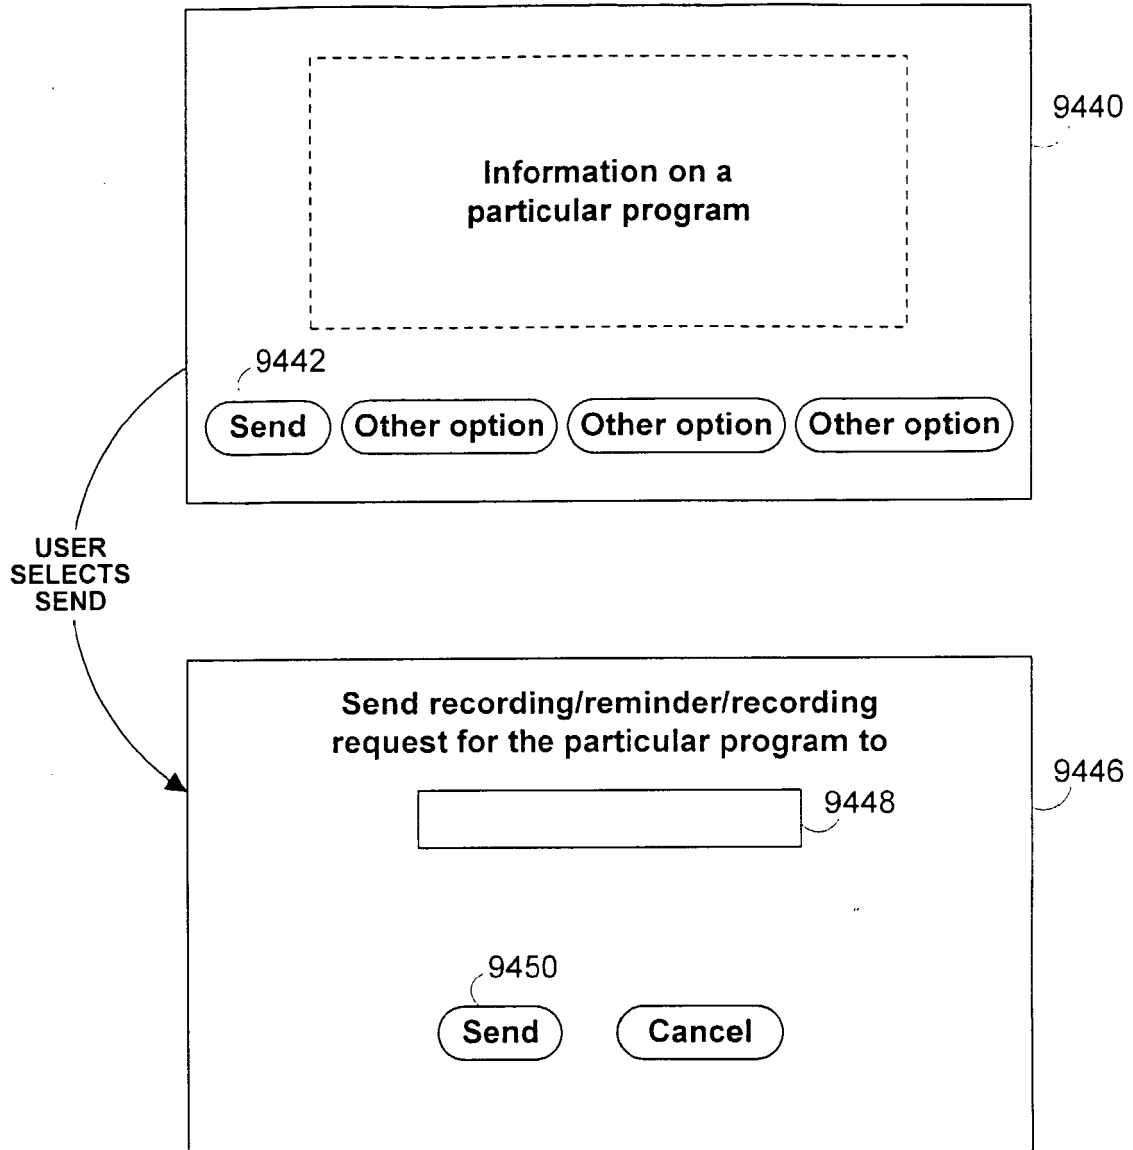 9440
Information on a
particular program
9442
Send Other option Other option Other option
USER
SELECTS
SEND
Send recording/reminder/recording
request for the particular program to
9446
9448
9450
Send Cancel